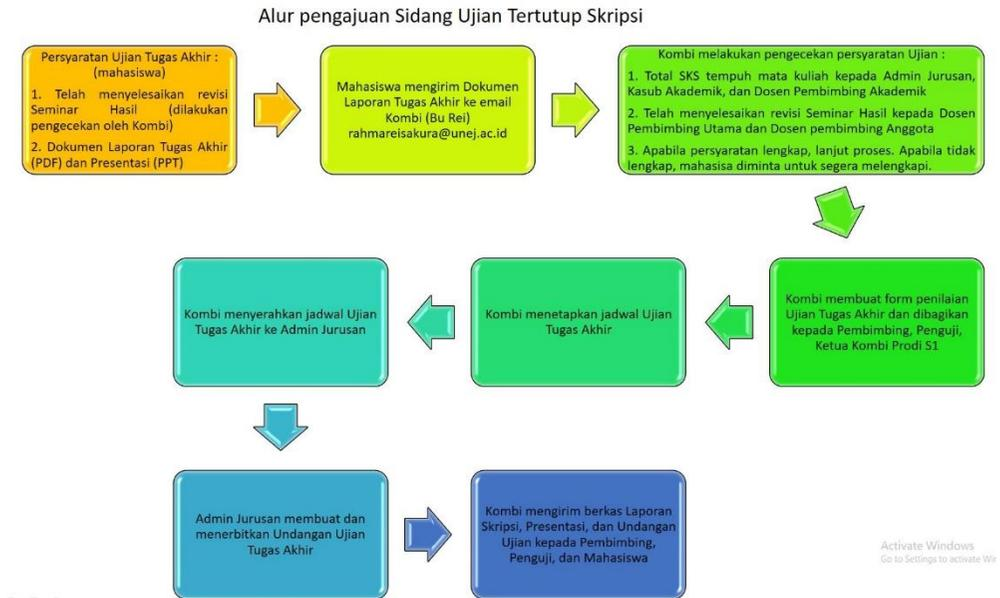 Alur pengajuan Sidang Ujian Tertutup Skripsi
Persyaratan Ujian Tugas Akhir :
(mahasiswa)
1. Telah menyelesaikan revisi
Seminar Hasil (dilakukan
pengecekan oleh Kombi)
2. Dokumen Laporan Tugas Akhir
(PDF) dan Presentasi (PPT)
Mahasiswa mengirim Dokumen
Laporan Tugas Akhir ke email
Kombi (Bu Rei)
rahmareisakura@unej.ac.id
Kombi melakukan pengecekan persyaratan Ujian :
1. Total SKS tempuh mata kuliah kepada Admin Jurusan,
Kasub Akademik, dan Dosen Pembimbing Akademik
2. Telah menyelesaikan revisi Seminar Hasil kepada Dosen
Pembimbing Utama dan Dosen pembimbing Anggota
3. Apabila persyaratan lengkap, lanjut proses. Apabila tidak
lengkap, mahasisa diminta untuk segera melengkapi.
Kombi membuat form penilaian
Ujian Tugas Akhir dan dibagikan
kepada Pembimbing, Penguji,
Ketua Kombi Prodi S1
Kombi menetapkan jadwal Ujian
Tugas Akhir
Kombi menyerahkan jadwal Ujian
Tugas Akhir ke Admin Jurusan
Admin Jurusan membuat dan
menerbitkan Undangan Ujian
Tugas Akhir
Kombi mengirim berkas Laporan
Skripsi, Presentasi, dan Undangan
Ujian kepada Pembimbing,
Penguji, dan Mahasiswa
Activate Windows
Go to Settings to activate Win